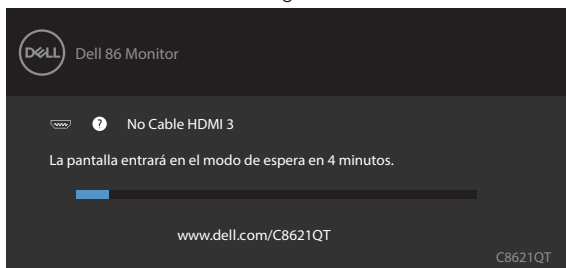 DELL
Dell 86 Monitor
? No Cable HDMI 3
La pantalla entrará en el modo de espera en 4 minutos.
www.dell.com/C8621QT
C8621QT